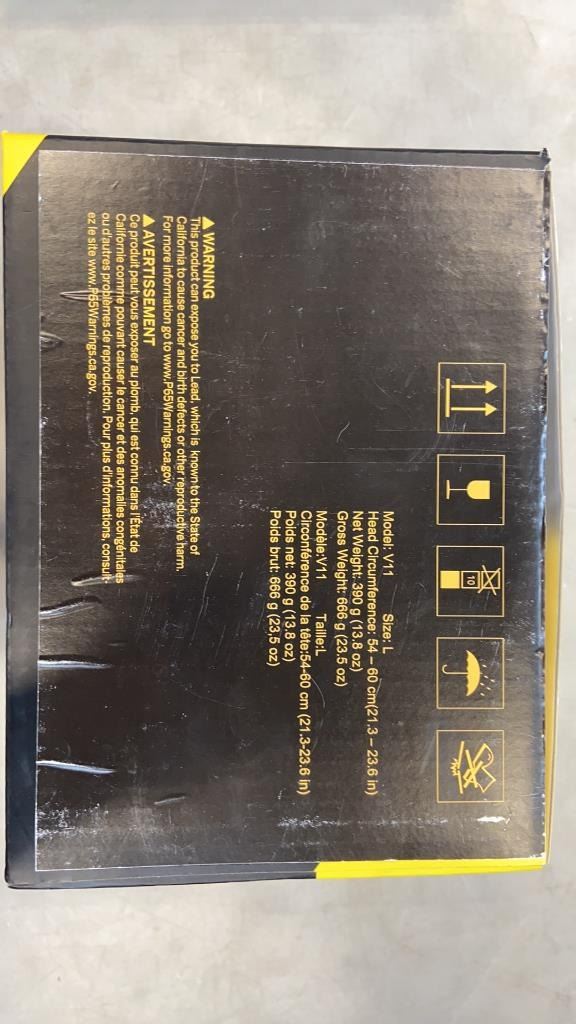 10
Model: V11 Size: L
Head Circumference: 54 – 60 cm(21.3 – 23.6 in)
Net Weight: 390 g (13.8 oz)
Gross Weight: 666 g (23.5 oz)
Modèle:V11 Taille:L
Circonférence de la tête:54-60 cm (21.3-23.6 in)
Poids net: 390 g (13,8 oz)
Poids brut: 666 g (23,5 oz)
WARNING
This product can expose you to Lead, which is known to the State of
California to cause cancer and birth defects or other reproductive harm.
For more information go to www.P65Warnings.ca.gov.
AVERTISSEMENT
Ce produit peut vous exposer au plomb, qui est connu dans l'État de
Californie comme pouvant causer le cancer et des anomalies congénitales
ou d'autres problèmes de reproduction. Pour plus d'informations, consult-
ez le site www.P65Warnings.ca.gov.